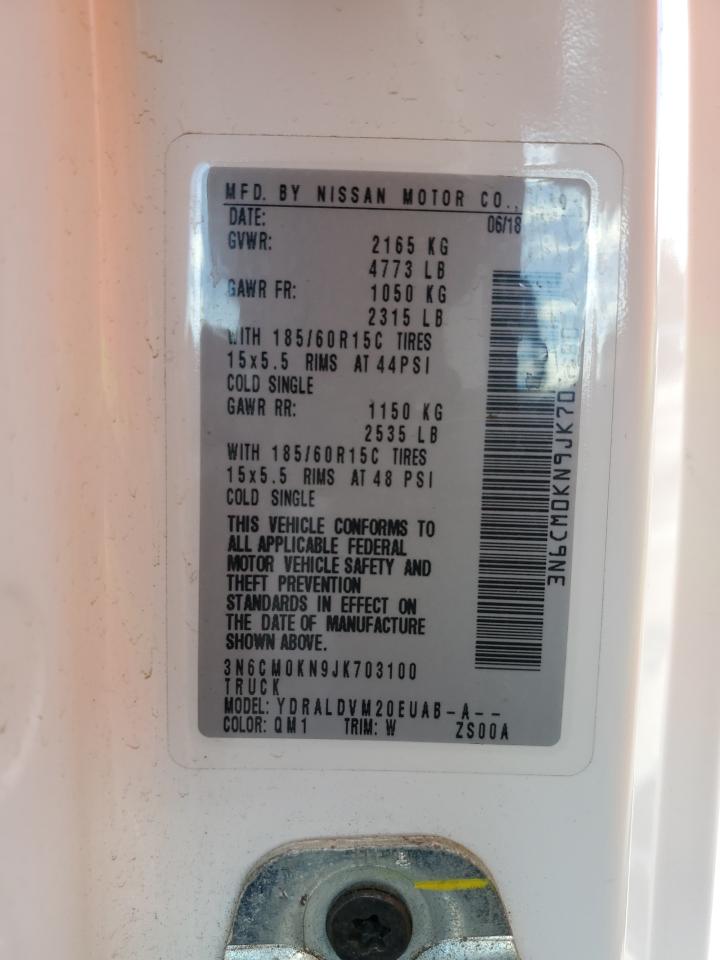 MFD. BY NISSAN MOTOR CO.,
DATE: 06/18
GVWR: 2165 KG
4773 LB
GAWR FR: 1050 KG
2315 LB
WITH 185/60R15C TIRES
15x5.5 RIMS AT 44PSI
COLD SINGLE
GAWR RR: 1150 KG
2535 LB
WITH 185/60R15C TIRES
15x5.5 RIMS AT 48 PSI
COLD SINGLE
THIS VEHICLE CONFORMS TO
ALL APPLICABLE FEDERAL
MOTOR VEHICLE SAFETY AND
THEFT PREVENTION
STANDARDS IN EFFECT ON
THE DATE OF MANUFACTURE
SHOWN ABOVE.
3N6CM0KN9JK703100
TRUCK
MODEL: YDRALDVM20EUAB-A--
COLOR: QM1 TRIM: W ZS00A